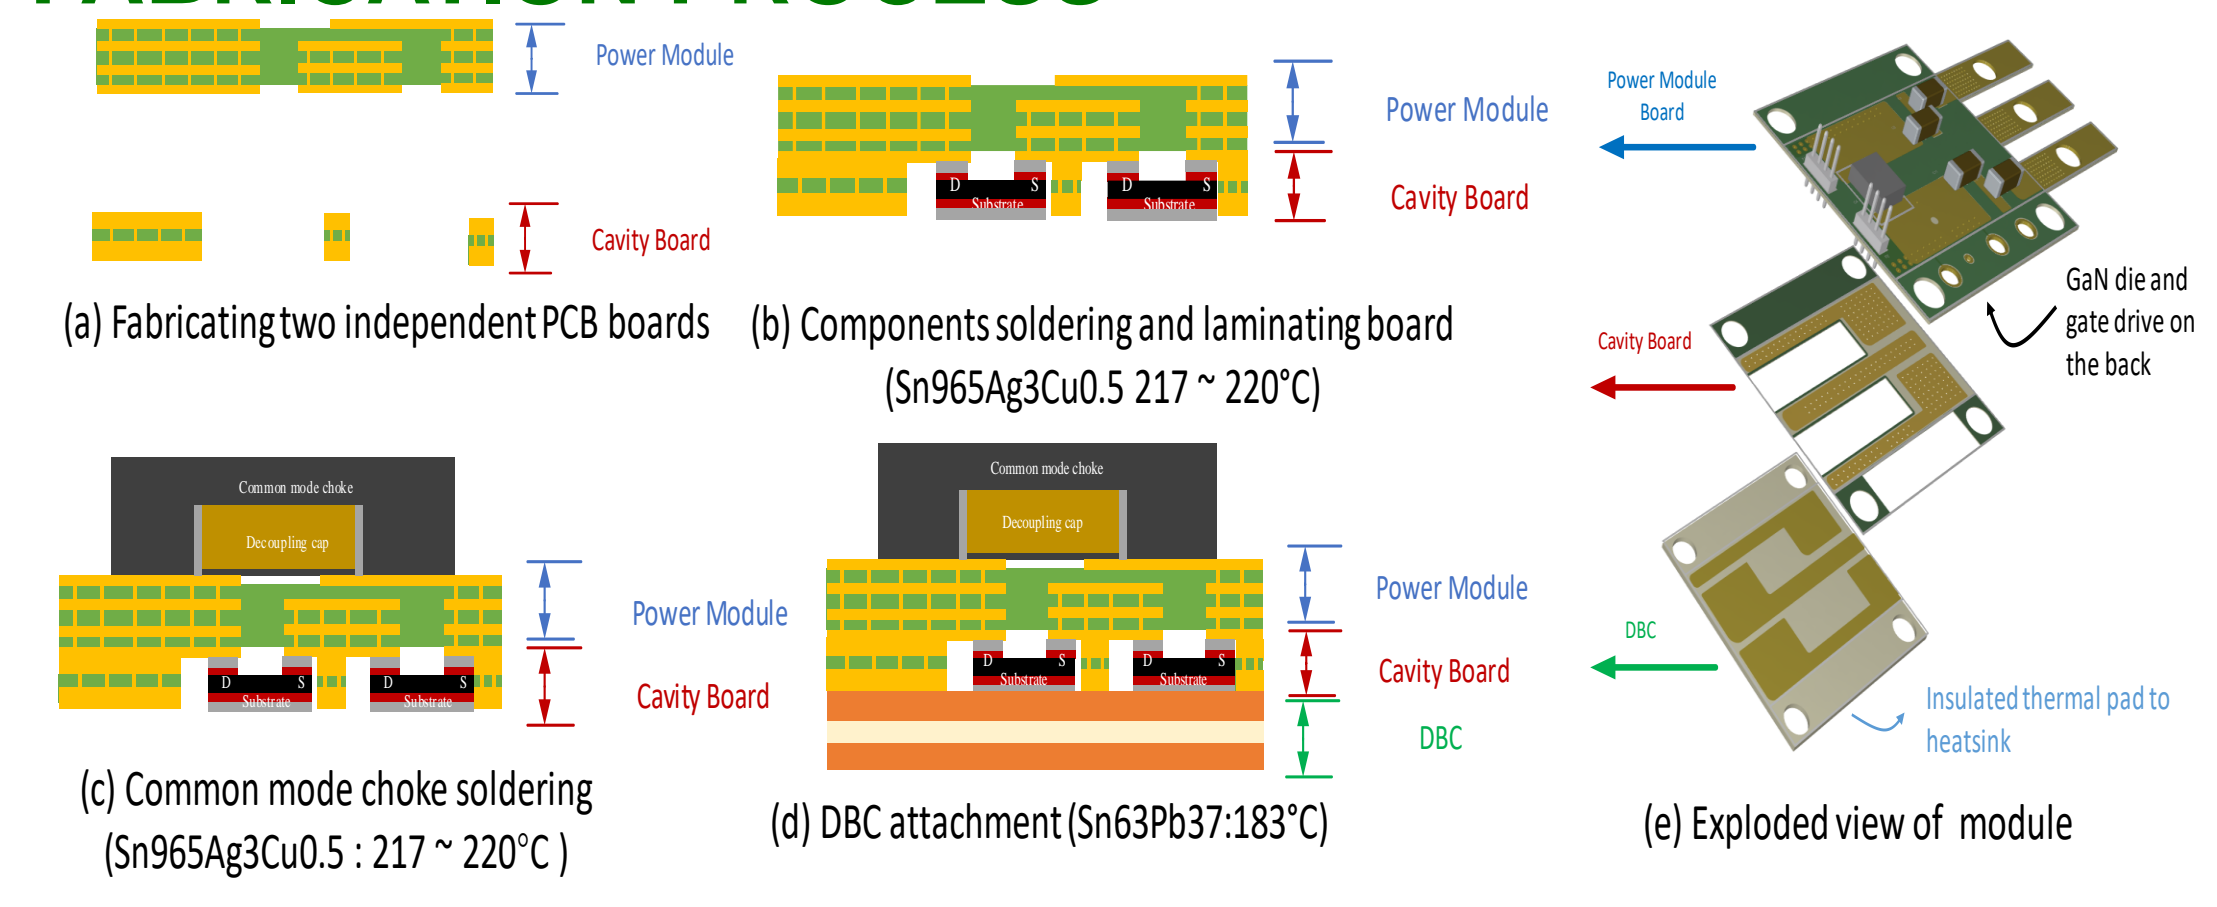 FABRICATION PROCESS
Power Module
Cavity Board
(a) Fabricating two independent PCB boards
Power Module
Cavity Board
D
S
Substrate
D
S
Substrate
(b) Components soldering and laminating board
(Sn965Ag3Cu0.5 217 ~ 220°C)
Common mode choke
Decoupling cap
Power Module
Cavity Board
D
S
Substrate
D
S
Substrate
(c) Common mode choke soldering
(Sn965Ag3Cu0.5 : 217 ~ 220°C )
Common mode choke
Decoupling cap
Power Module
Cavity Board
DBC
D
S
Substrate
D
S
Substrate
(d) DBC attachment (Sn63Pb37:183°C)
Power Module
Board
Cavity Board
DBC
GaN die and
gate drive on
the back
Insulated thermal pad to
heatsink
(e) Exploded view of module